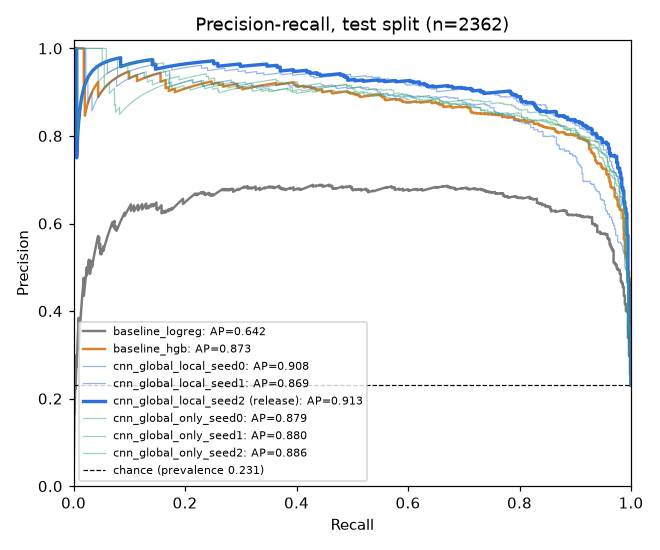 Precision-recall, test split (n=2362)
Precision
1.0
0.8
0.6
0.4
0.2
0.0
baseline_logreg: AP=0.642
baseline_hgb: AP=0.873
cnn_global_local_seed0: AP=0.908
cnn_global_local_seed1: AP=0.869
cnn_global_local_seed2 (release): AP=0.913
cnn_global_only_seed0: AP=0.879
cnn_global_only_seed1: AP=0.880
cnn_global_only_seed2: AP=0.886
chance (prevalence 0.231)
0.0 0.2 0.4 0.6 0.8 1.0
Recall